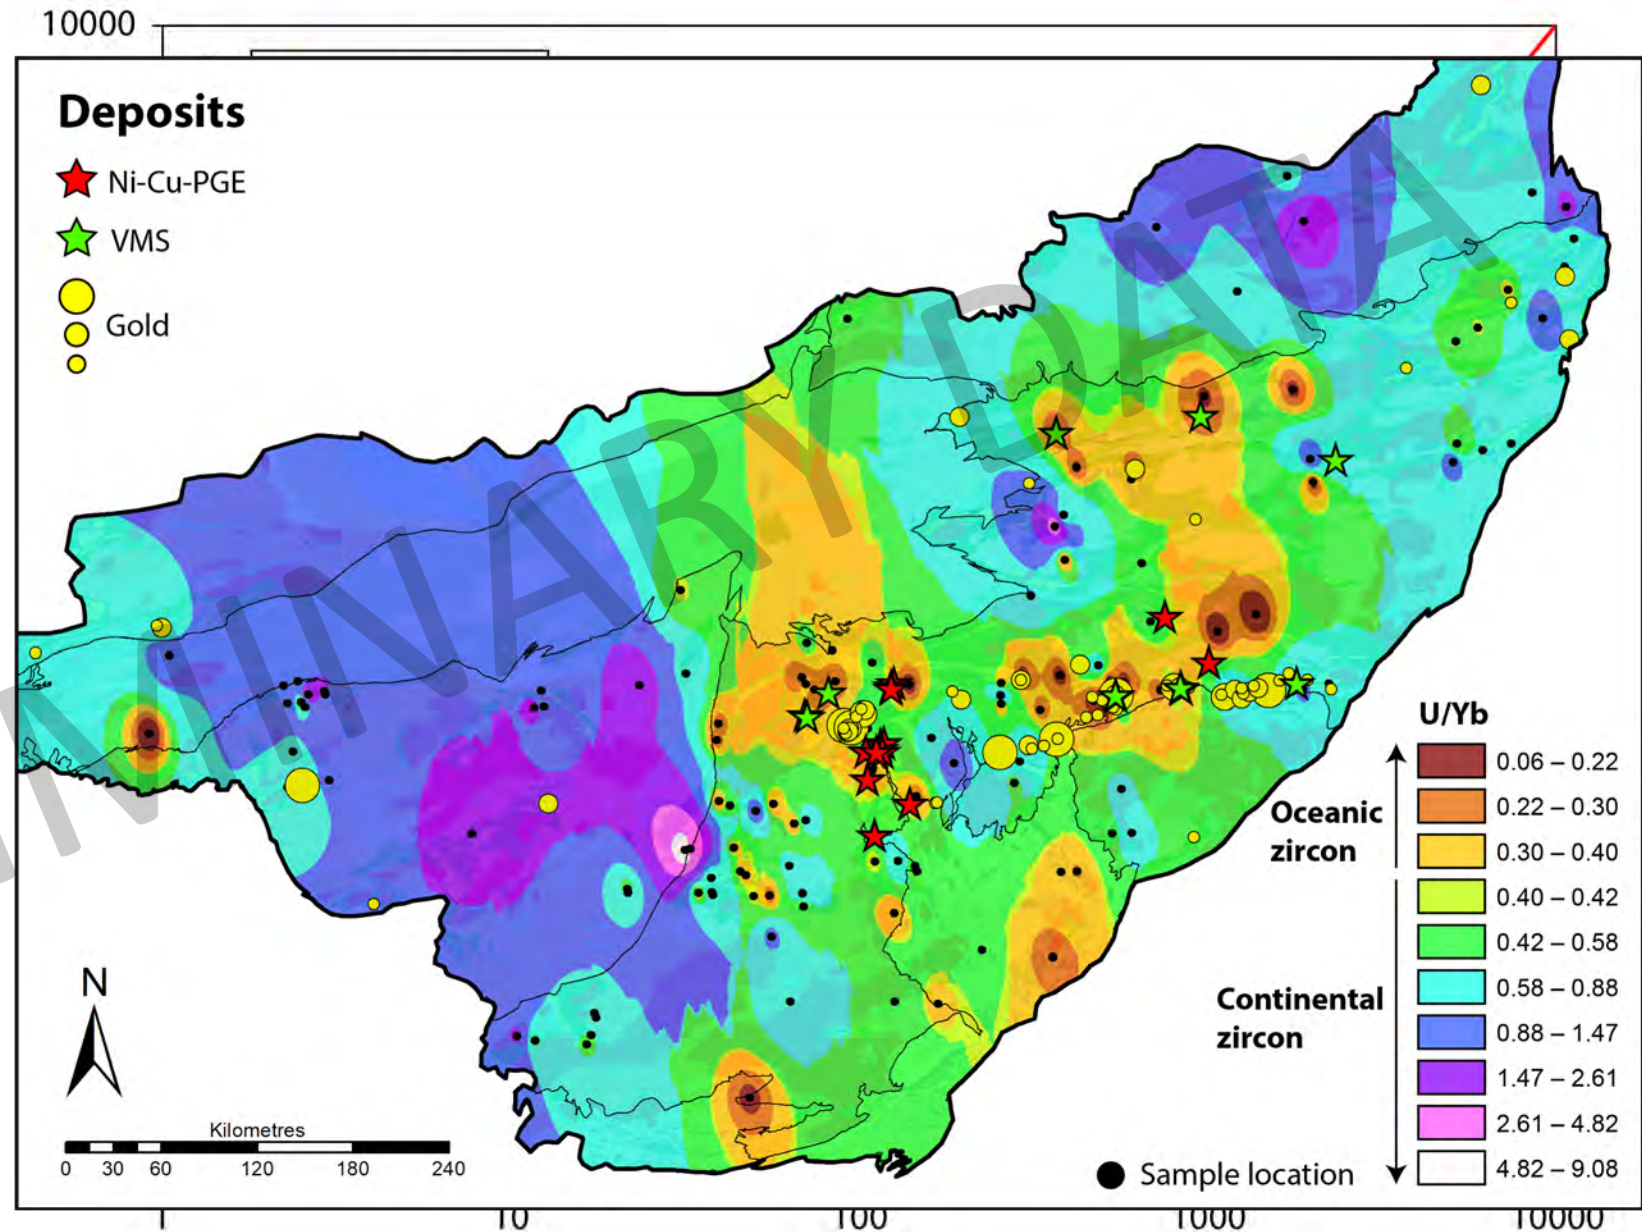 10000
Deposits
Ni-Cu-PGE
VMS
Gold
MINARY DATA
U/Yb
0.06 – 0.22
0.22 – 0.30
0.30 – 0.40
0.40 – 0.42
0.42 – 0.58
0.58 – 0.88
0.88 – 1.47
1.47 – 2.61
2.61 – 4.82
4.82 – 9.08
Oceanic
zircon
Continental
zircon
N
Kilometres
0 30 60 120 180 240
Sample location
1 10 100 1000 10000